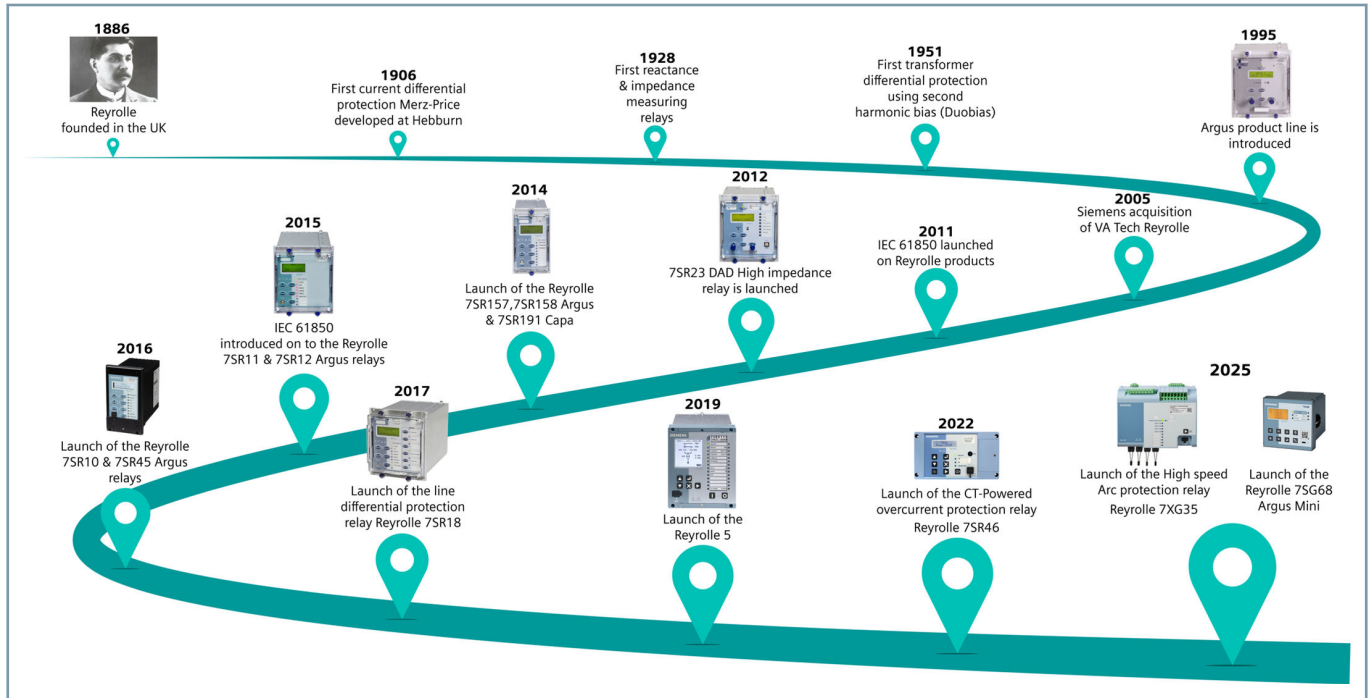 1886
Reyrolle
founded in the UK
1906
First current differential
protection Merz-Price
developed at Hebburn
1928
First reactance
& impedance
measuring
relays
1951
First transformer
differential protection
using second
harmonic bias (Duobias)
1995
Argus product line is
introduced
2005
Siemens acquisition
of VA Tech Reyrolle
2011
IEC 61850 launched
on Reyrolle products
2012
7SR23 DAD High impedance
relay is launched
2014
Launch of the Reyrolle
7SR157,7SR158 Argus
& 7SR191 Capa
2015
IEC 61850
introduced on to the Reyrolle
7SR11 & 7SR12 Argus relays
2016
Launch of the Reyrolle
7SR10 & 7SR45 Argus
relays
2017
Launch of the line
differential protection
relay Reyrolle 7SR18
2019
SIEMENS
Launch of the
Reyrolle 5
2022
Launch of the CT-Powered
overcurrent protection relay
Reyrolle 7SR46
2025
Launch of the High speed
Arc protection relay
Reyrolle 7XG35
Launch of the
Reyrolle 7SG68
Argus Mini